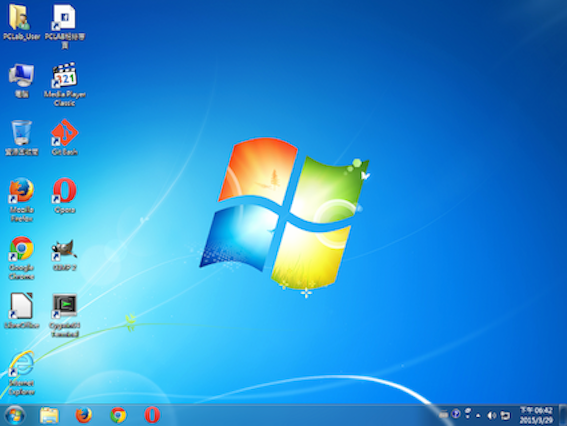 PCLab_User
PCLAB粉絲專
頁
電腦
Media Player
Classic
資源回收筒
Git Bash
Mozilla
Firefox
Opera
Google
Chrome
GIMP 2
LibreOffice
Terminal
Internet
Explorer
下午 06:42
2015/9/29